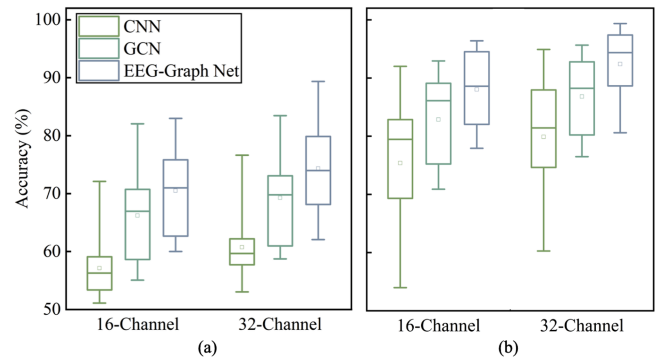 100
90
80
70
60
50
Accuracy (%)
CNN
GCN
EEG-Graph Net
16-Channel
32-Channel
(a)
16-Channel
32-Channel
(b)